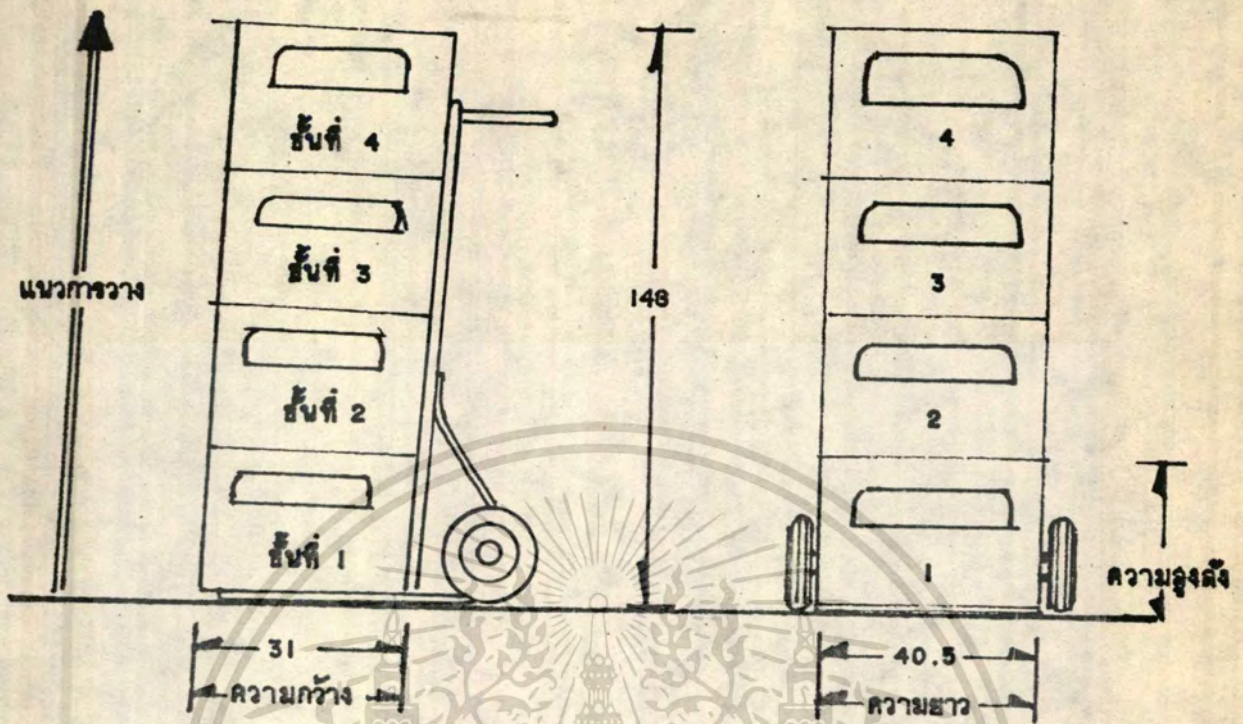 แนวการวาง
ชั้นที่ 4
ชั้นที่ 3
ชั้นที่ 2
ชั้นที่ 1
31
ความกว้าง
148
4
3
2
1
40.5
ความยาว
ความสูงลัง